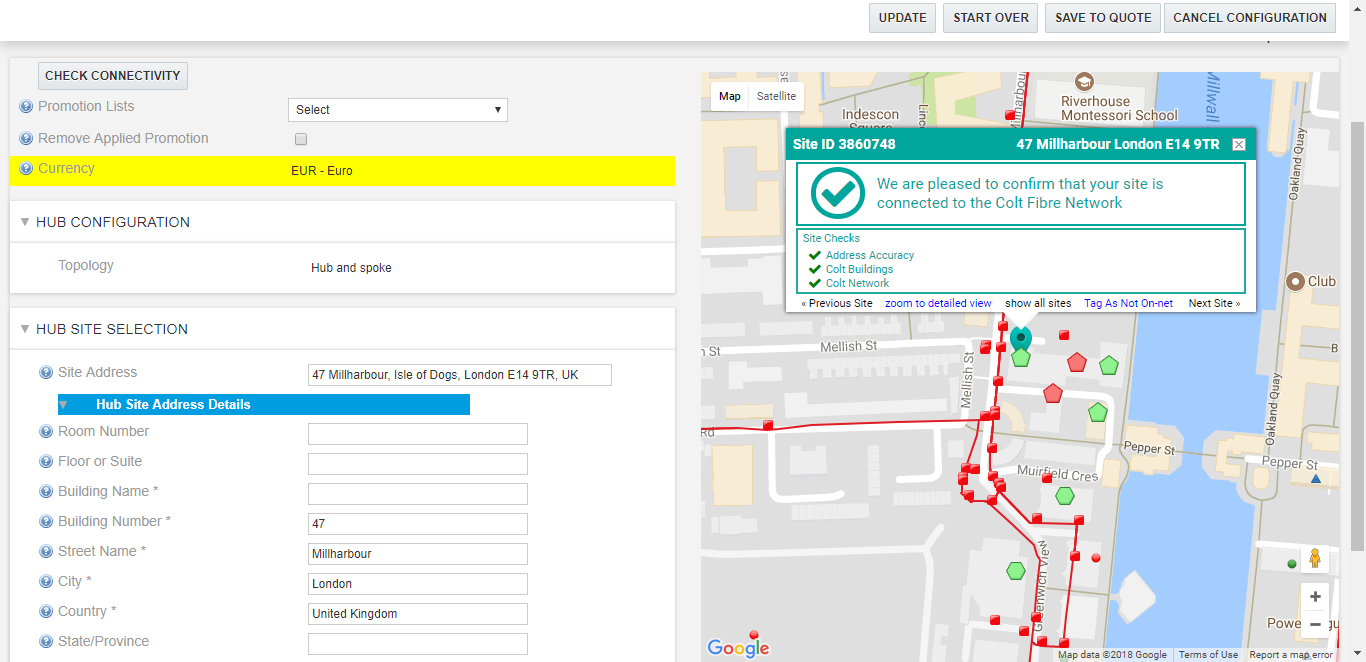 UPDATE
START OVER
SAVE TO QUOTE
CANCEL CONFIGURATION
CHECK CONNECTIVITY
Promotion Lists
Select
Remove Applied Promotion
Currency
EUR - Euro
HUB CONFIGURATION
Topology
Hub and spoke
HUB SITE SELECTION
Site Address
47 Millharbour, Isle of Dogs, London E14 9TR, UK
Hub Site Address Details
Room Number
Floor or Suite
Building Name *
Building Number *
47
Street Name *
Millharbour
City *
London
Country *
United Kingdom
State/Province
Map
Satellite
Riverhouse
Montessori School
Indescon
Millwall
Oakland Quay
Site ID 3860748
47 Millharbour London E14 9TR
We are pleased to confirm that your site is
connected to the Colt Fibre Network
Site Checks
Address Accuracy
Colt Buildings
Colt Network
« Previous Site
zoom to detailed view
show all sites
Tag As Not On-net
Next Site »
Club
n St
Mellish St
Mellish St
Oakland Quay
Rd
Pepper St
Pepper St
Muirfield Cres
Greenwich View
Google
Map data ©2018 Google
Terms of Use
Report a map error